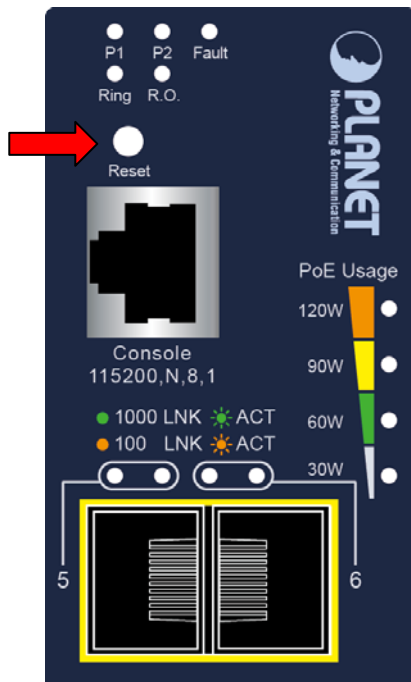 P1 P2 Fault
Ring R.O.
Reset
PLANET
Networking & Communication
PoE Usage
120W
90W
60W
30W
Console
115200,N,8,1
1000 LNK ACT
100 LNK ACT
5 6